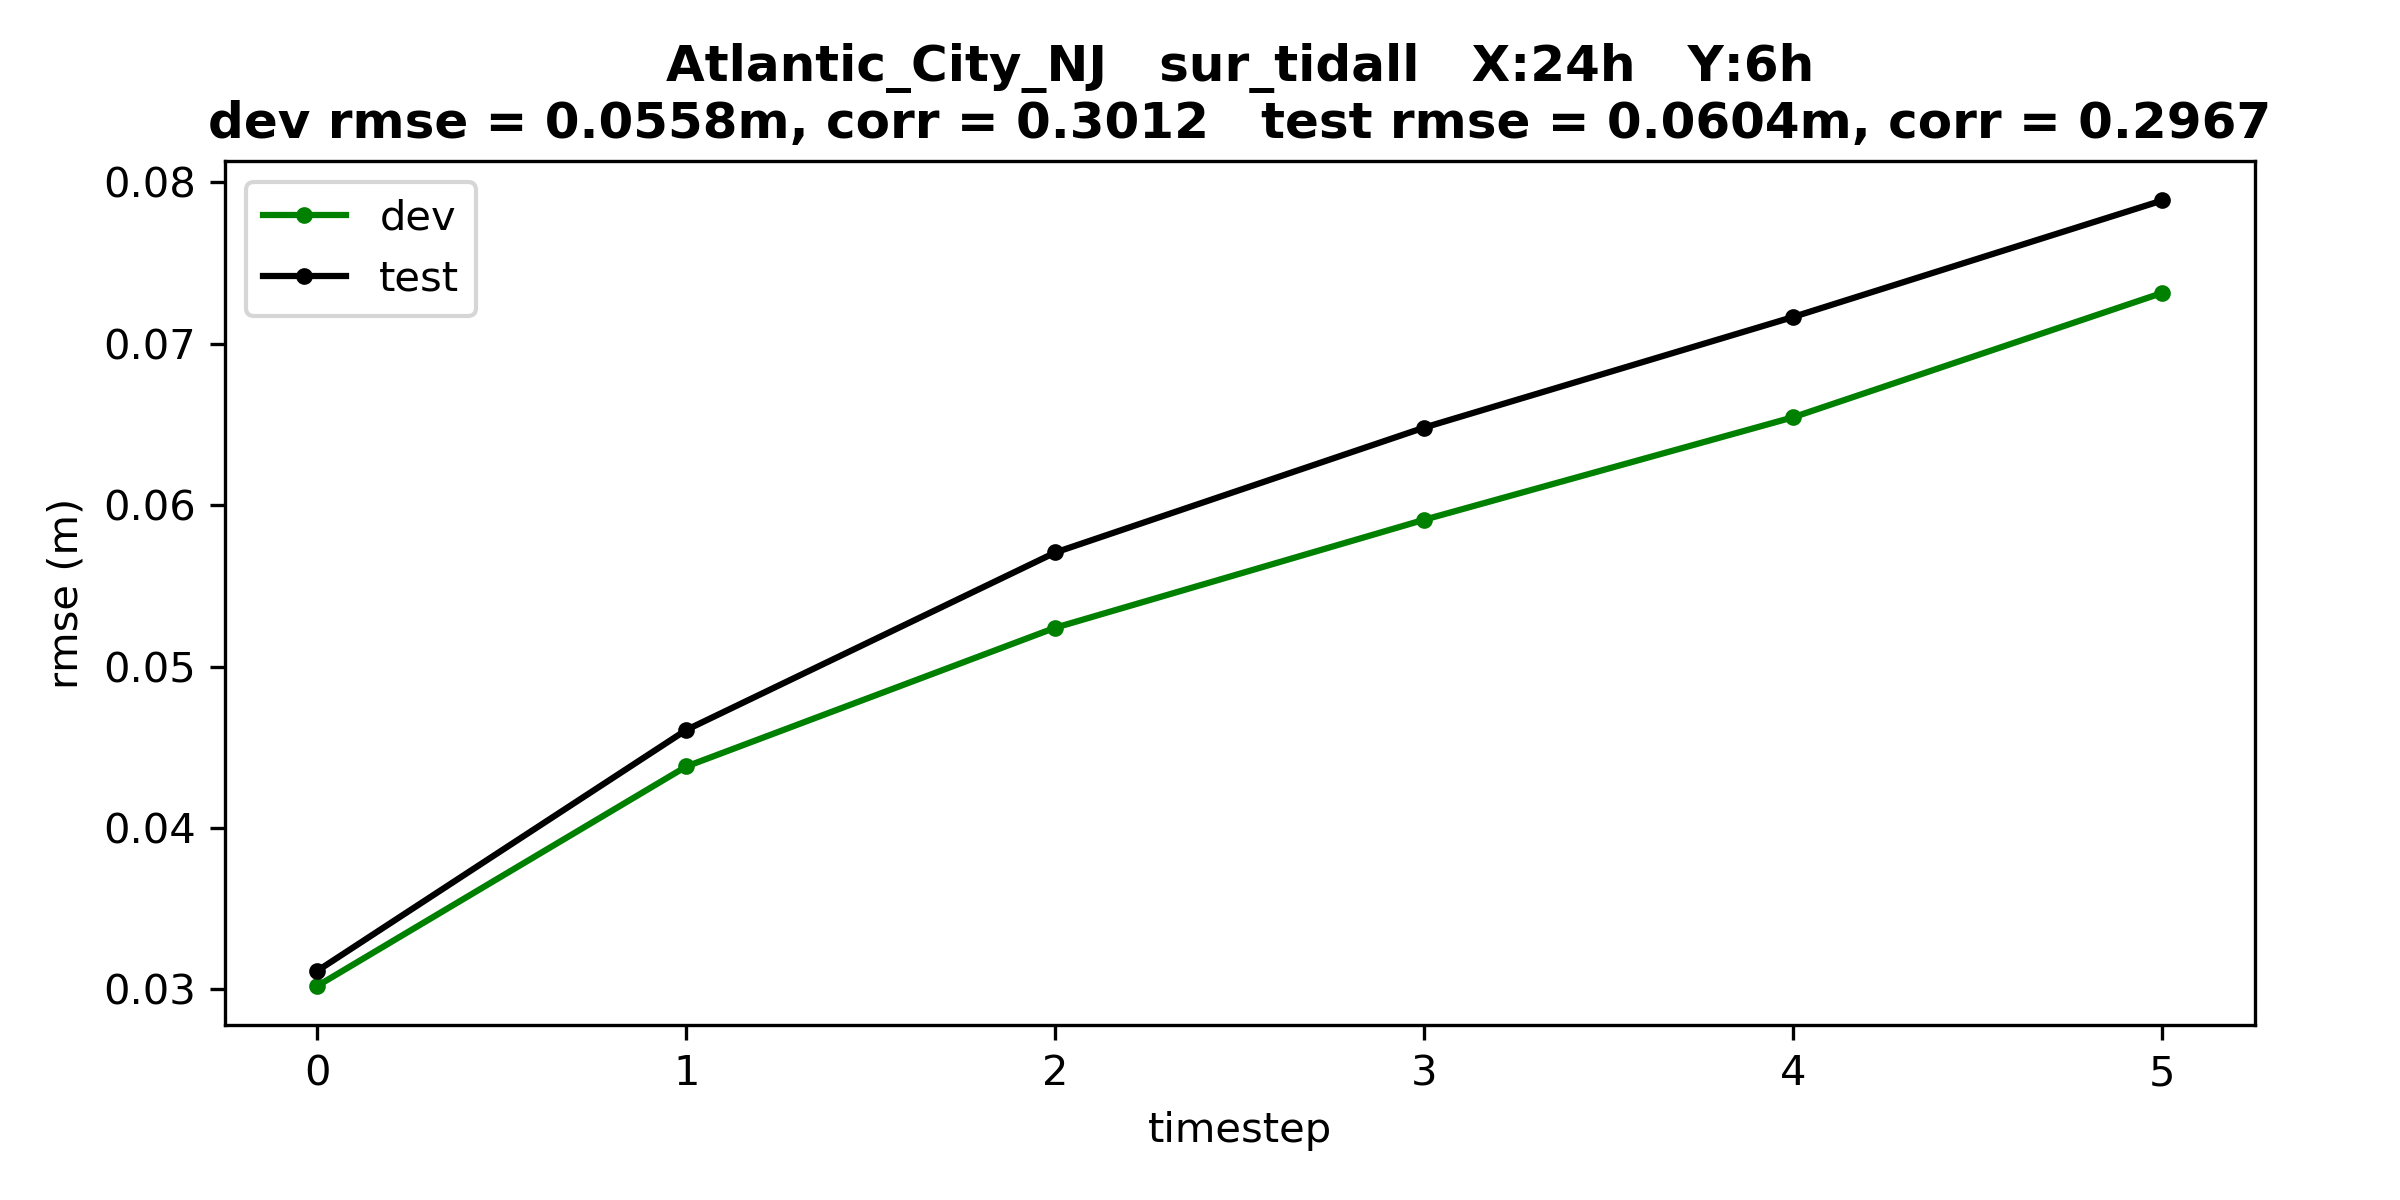 Atlantic_City_NJ   sur_tidall   X:24h   Y:6h
dev rmse = 0.0558m, corr = 0.3012   test rmse = 0.0604m, corr = 0.2967
dev
test
0.08
0.07
0.06
0.05
0.04
0.03
rmse (m)
0 1 2 3 4 5
timestep